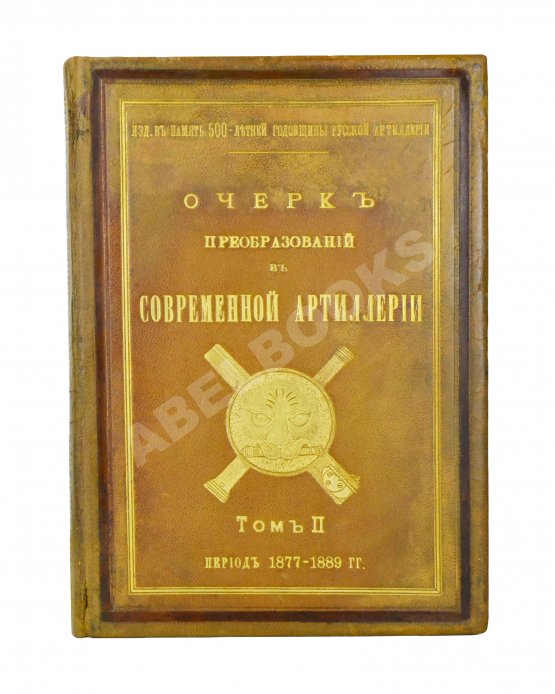 ИЗД. ВЪ ПАМЯТЬ 500-ЛѢТНЕЙ ГОДОВЩИНЫ РУССКОЙ АРТИЛЛЕРІИ
ОЧЕРКЪ
ПРЕОБРАЗОВАНІЙ
ВЪ
СОВРЕМЕННОЙ АРТИЛЛЕРІИ
ABEL BOOKS
ТОМЪ II
ПЕРІОДЪ 1877-1889 ГГ.